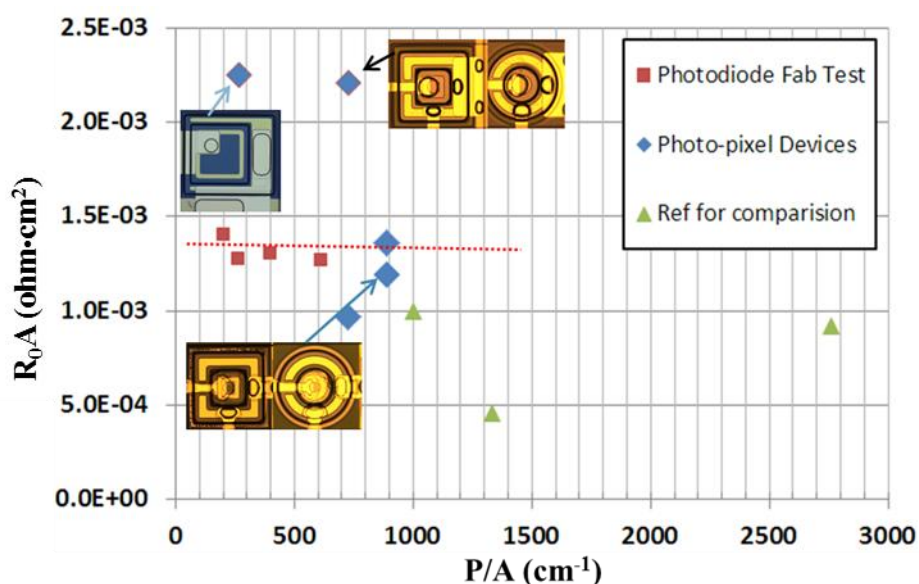 2.5E-03
2.0E-03
1.5E-03
1.0E-03
5.0E-04
0.0E+00
R₀A (ohm·cm²)
Photodiode Fab Test
Photo-pixel Devices
Ref for comparision
0 500 1000 1500 2000 2500 3000
P/A (cm⁻¹)